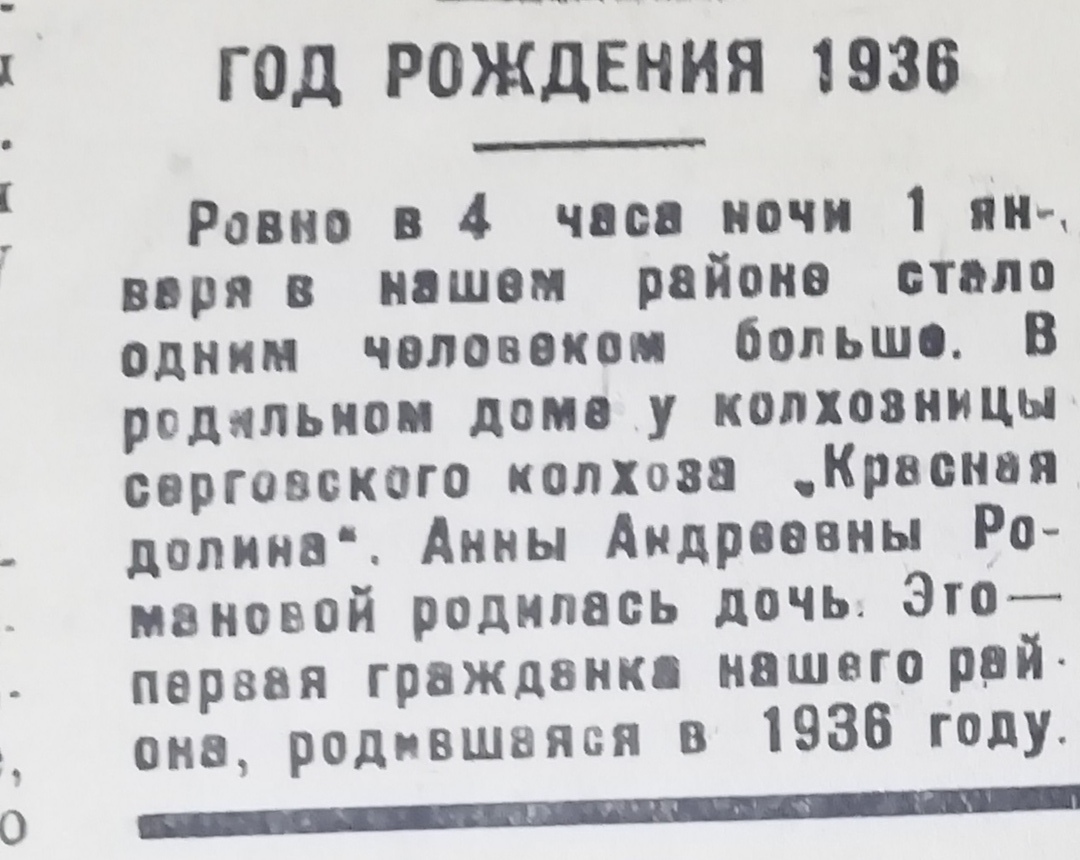 ГОД РОЖДЕНИЯ 1936
Ровно в 4 часа ночи 1 ян-
варя в нашем районе стало
одним человеком больше. В
родильном доме у колхозницы
серговского колхоза „Красная
долина“. Анны Андреевны Ро-
мановой родилась дочь. Это—
первая гражданка нашего рай-
она, родившаяся в 1936 году.